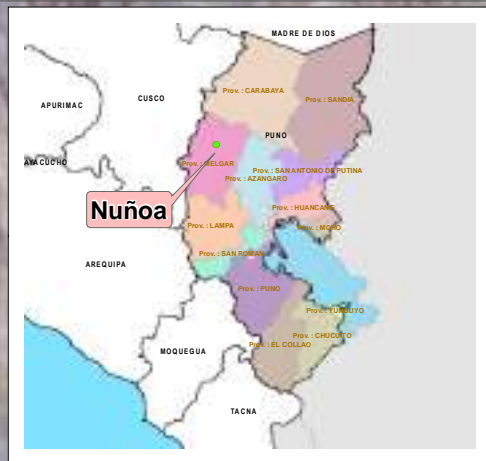 MADRE DE DIOS
Prov. : CARABAYA
CUSCO
Prov. : SANDIA
APURIMAC
PUNO
AYACUCHO
Prov. : MELGAR
Prov. : SAN ANTONIO DE PUTINA
Prov. : AZANGARO
Nuñoa
Prov. : HUANCANE
Prov. : LAMPA
Prov. : MOHO
Prov. : SAN ROMAN
AREQUIPA
Prov. : PUNO
Prov. : YUNGUYO
Prov. : CHUCUITO
Prov. : EL COLLAO
MOQUEGUA
TACNA